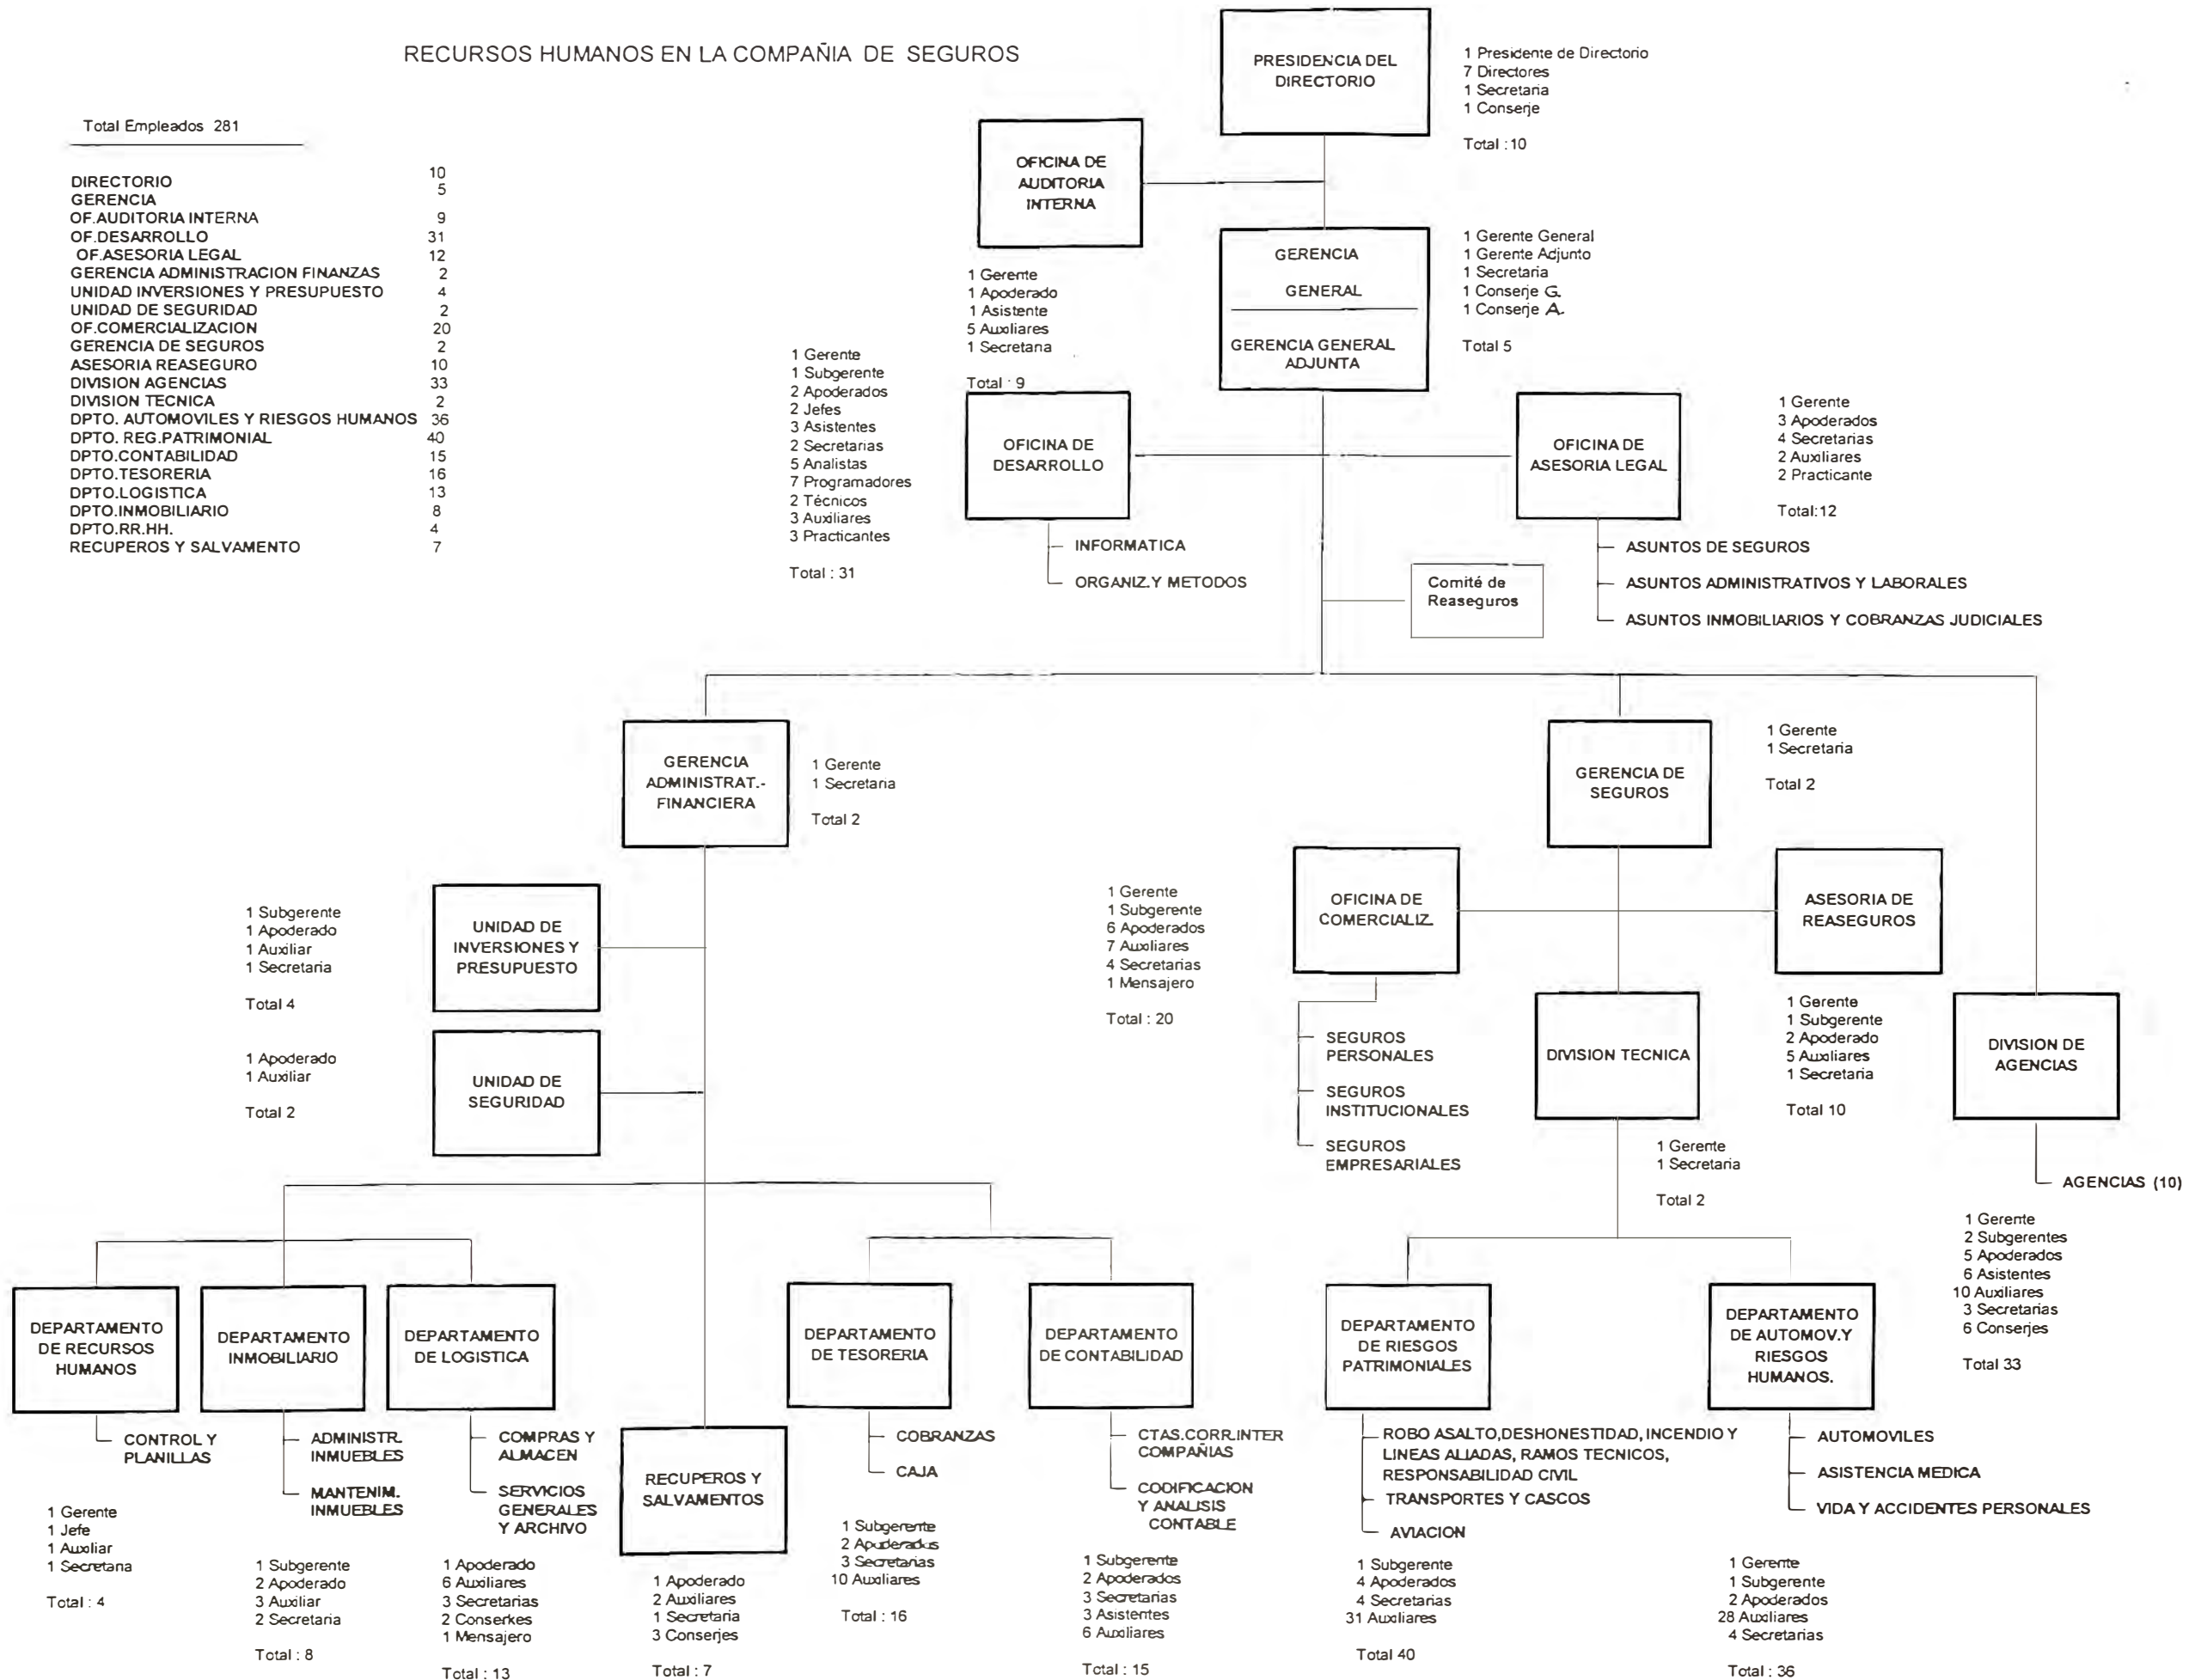 RECURSOS HUMANOS EN LA COMPAÑIA DE SEGUROS
Total Empleados 281
DIRECTORIO 10
GERENCIA 5
OF.AUDITORIA INTERNA 9
OF.DESARROLLO 31
OF.ASESORIA LEGAL 12
GERENCIA ADMINISTRACION FINANZAS 2
UNIDAD INVERSIONES Y PRESUPUESTO 4
UNIDAD DE SEGURIDAD 2
OF.COMERCIALIZACION 20
GERENCIA DE SEGUROS 2
ASESORIA REASEGURO 10
DIVISION AGENCIAS 33
DIVISION TECNICA 2
DPTO. AUTOMOVILES Y RIESGOS HUMANOS 36
DPTO. REG.PATRIMONIAL 40
DPTO.CONTABILIDAD 15
DPTO.TESORERIA 16
DPTO.LOGISTICA 13
DPTO.INMOBILIARIO 8
DPTO.RR.HH. 4
RECUPEROS Y SALVAMENTO 7
PRESIDENCIA DEL
DIRECTORIO
1 Presidente de Directorio
7 Directores
1 Secretaria
1 Conserje
Total : 10
OFICINA DE
AUDITORIA
INTERNA
1 Gerente
1 Apoderado
1 Asistente
5 Auxiliares
1 Secretaria
Total : 9
GERENCIA
GENERAL
GERENCIA GENERAL
ADJUNTA
1 Gerente General
1 Gerente Adjunto
1 Secretaria
1 Conserje G.
1 Conserje A.
Total 5
1 Gerente
1 Subgerente
2 Apoderados
2 Jefes
3 Asistentes
2 Secretarias
5 Analistas
7 Programadores
2 Técnicos
3 Auxiliares
3 Practicantes
Total : 31
OFICINA DE
DESARROLLO
INFORMATICA
ORGANIZ.Y METODOS
OFICINA DE
ASESORIA LEGAL
1 Gerente
3 Apoderados
4 Secretarias
2 Auxiliares
2 Practicante
Total:12
ASUNTOS DE SEGUROS
ASUNTOS ADMINISTRATIVOS Y LABORALES
ASUNTOS INMOBILIARIOS Y COBRANZAS JUDICIALES
Comité de
Reaseguros
GERENCIA
ADMINISTRAT.-
FINANCIERA
1 Gerente
1 Secretaria
Total 2
GERENCIA DE
SEGUROS
1 Gerente
1 Secretaria
Total 2
1 Subgerente
1 Apoderado
1 Auxiliar
1 Secretaria
Total 4
UNIDAD DE
INVERSIONES Y
PRESUPUESTO
1 Apoderado
1 Auxiliar
Total 2
UNIDAD DE
SEGURIDAD
1 Gerente
1 Subgerente
6 Apoderados
7 Auxiliares
4 Secretarias
1 Mensajero
Total : 20
OFICINA DE
COMERCIALIZ.
SEGUROS
PERSONALES
SEGUROS
INSTITUCIONALES
SEGUROS
EMPRESARIALES
ASESORIA DE
REASEGUROS
1 Gerente
1 Subgerente
2 Apoderado
5 Auxiliares
1 Secretaria
Total 10
DIVISION TECNICA
1 Gerente
1 Secretaria
Total 2
DIVISION DE
AGENCIAS
AGENCIAS (10)
1 Gerente
2 Subgerentes
5 Apoderados
6 Asistentes
10 Auxiliares
3 Secretarias
6 Conserjes
Total 33
DEPARTAMENTO
DE RECURSOS
HUMANOS
CONTROL Y
PLANILLAS
1 Gerente
1 Jefe
1 Auxiliar
1 Secretaria
Total : 4
DEPARTAMENTO
INMOBILIARIO
ADMINISTR.
INMUEBLES
MANTENIM.
INMUEBLES
1 Subgerente
2 Apoderado
3 Auxiliar
2 Secretaria
Total : 8
DEPARTAMENTO
DE LOGISTICA
COMPRAS Y
ALMACEN
SERVICIOS
GENERALES
Y ARCHIVO
1 Apoderado
6 Auxiliares
3 Secretarias
2 Conserkes
1 Mensajero
Total : 13
RECUPEROS Y
SALVAMENTOS
1 Apoderado
2 Auxiliares
1 Secretaria
3 Conserjes
Total : 7
DEPARTAMENTO
DE TESORERIA
COBRANZAS
CAJA
1 Subgerente
2 Apoderados
3 Secretarias
10 Auxiliares
Total : 16
DEPARTAMENTO
DE CONTABILIDAD
CTAS.CORR.INTER
COMPAÑIAS
CODIFICACION
Y ANALISIS
CONTABLE
1 Subgerente
2 Apoderados
3 Secretarias
3 Asistentes
6 Auxiliares
Total : 15
DEPARTAMENTO
DE RIESGOS
PATRIMONIALES
ROBO ASALTO,DESHONESTIDAD, INCENDIO Y
LINEAS ALIADAS, RAMOS TECNICOS,
RESPONSABILIDAD CIVIL
TRANSPORTES Y CASCOS
AVIACION
1 Subgerente
4 Apoderados
4 Secretarias
31 Auxiliares
Total 40
DEPARTAMENTO
DE AUTOMOV.Y
RIESGOS
HUMANOS.
AUTOMOVILES
ASISTENCIA MEDICA
VIDA Y ACCIDENTES PERSONALES
1 Gerente
1 Subgerente
2 Apoderados
28 Auxiliares
4 Secretarias
Total : 36